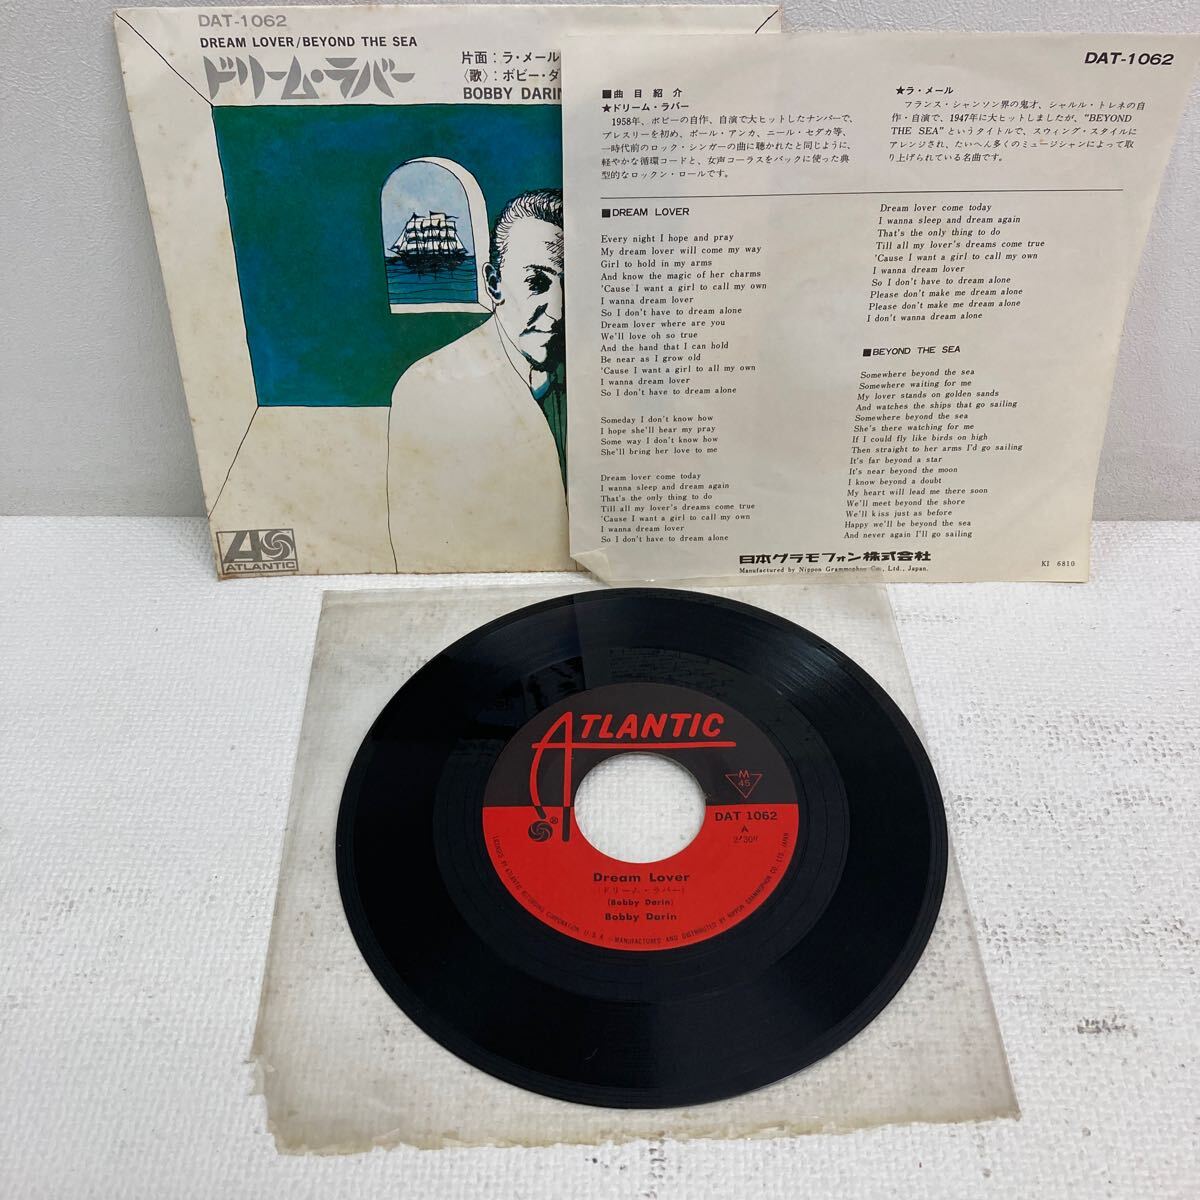 DAT-1062
DREAM LOVER/BEYOND THE SEA
ドリーム・ラバー
片面：ラ・メール
〈歌〉：ボビー・ダ
BOBBY DARIN
ATLANTIC
DAT-1062
■曲目紹介
★ドリーム・ラバー
1958年、ボビーの自作、自演で大ヒットしたナンバーで、
プレスリーを初め、ポール・アンカ、ニール・セダカ等、
一時代前のロック・シンガーの曲に聴かれたと同じように、
軽やかな循環コードと、女声コーラスをバックに使った典
型的なロックン・ロールです。
★ラ・メール
フランス・シャンソン界の鬼才、シャルル・トレネの自
作・自演で、1947年に大ヒットしましたが、“BEYOND
THE SEA”というタイトルで、スウィング・スタイルに
アレンジされ、たいへん多くのミュージシャンによって取
り上げられている名曲です。
■DREAM LOVER
Every night I hope and pray
My dream lover will come my way
Girl to hold in my arms
And know the magic of her charms
'Cause I want a girl to call my own
I wanna dream lover
So I don't have to dream alone
Dream lover where are you
We'll love oh so true
And the hand that I can hold
Be near as I grow old
'Cause I want a girl to all my own
I wanna dream lover
So I don't have to dream alone
Someday I don't know how
I hope she'll hear my pray
Some way I don't know how
She'll bring her love to me
Dream lover come today
I wanna sleep and dream again
That's the only thing to do
Till all my lover's dreams come true
'Cause I want a girl to call my own
I wanna dream lover
So I don't have to dream alone
Dream lover come today
I wanna sleep and dream again
That's the only thing to do
Till all my lover's dreams come true
'Cause I want a girl to call my own
I wanna dream lover
So I don't have to dream alone
Please don't make me dream alone
Please don't make me dream alone
I don't wanna dream alone
■BEYOND THE SEA
Somewhere beyond the sea
Somewhere waiting for me
My lover stands on golden sands
And watches the ships that go sailing
Somewhere beyond the sea
She's there watching for me
If I could fly like birds on high
Then straight to her arms I'd go sailing
It's far beyond a star
It's near beyond the moon
I know beyond a doubt
My heart will lead me there soon
We'll meet beyond the shore
We'll kiss just as before
Happy we'll be beyond the sea
And never again I'll go sailing
日本グラモフォン株式会社
Manufactured by Nippon Grammophon Co., Ltd., Japan.
KI 6810
ATLANTIC
M
45
DAT 1062
A
2′30″
®
Dream Lover
(ドリーム・ラバー)
(Bobby Darin)
Bobby Darin
LICENSED BY ATLANTIC RECORDING CORPORATION, U.S.A. · MANUFACTURED AND DISTRIBUTED BY NIPPON GRAMMOPHON CO., LTD., JAPAN